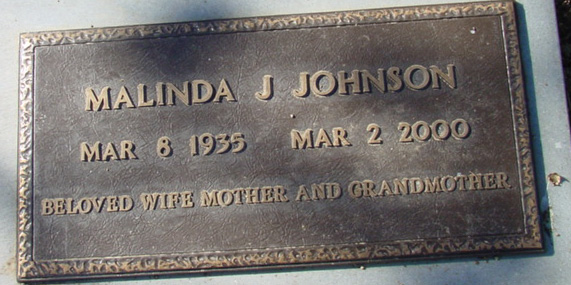 MALINDA J JOHNSON
MAR 8 1935 MAR 2 2000
BELOVED WIFE MOTHER AND GRANDMOTHER